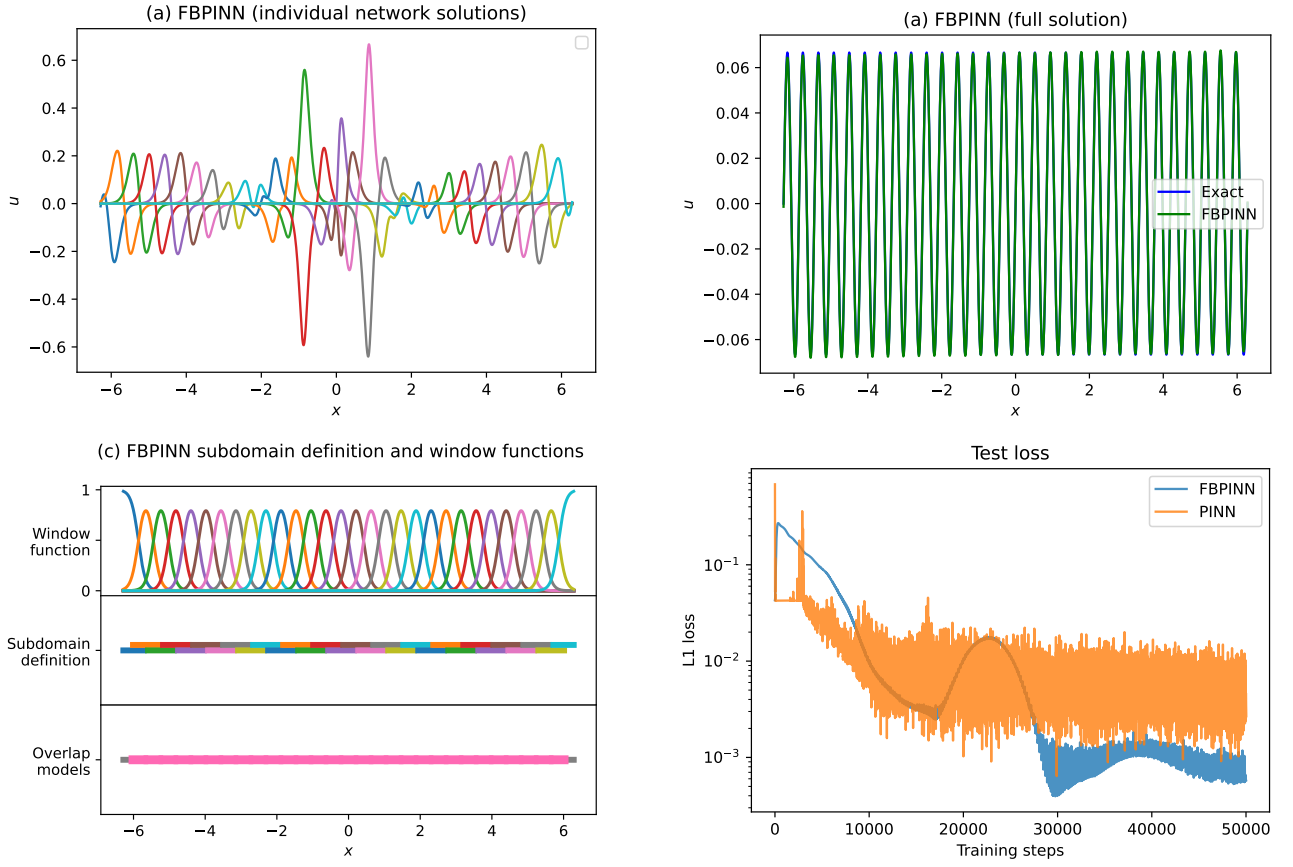 (a) FBPINN (individual network solutions)
0.6
0.4
0.2
0.0
−0.2
−0.4
−0.6
u
−6
−4
−2
0
2
4
6
x
(a) FBPINN (full solution)
0.06
0.04
0.02
0.00
−0.02
−0.04
−0.06
u
Exact
FBPINN
−6
−4
−2
0
2
4
6
x
(c) FBPINN subdomain definition and window functions
1
Window
function
0
Subdomain
definition
Overlap
models
−6
−4
−2
0
2
4
6
x
Test loss
FBPINN
PINN
10⁻¹
10⁻²
10⁻³
L1 loss
0
10000
20000
30000
40000
50000
Training steps